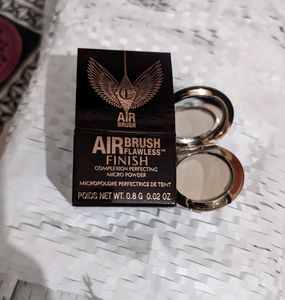 AIR
BRUSH
AIRBRUSH
FLAWLESS™
FINISH
COMPLEXION PERFECTING
MICRO POWDER
MICROPOUDRE PERFECTRICE DE TEINT
POIDS NET WT. 0.8 G 0.02 OZ.